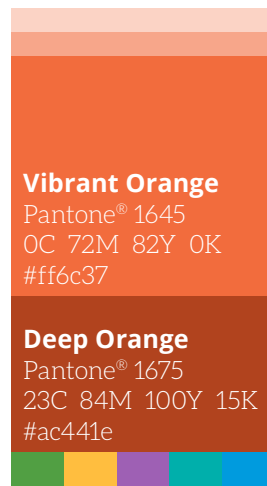 Vibrant Orange
Pantone® 1645
0C 72M 82Y 0K
#ff6c37
Deep Orange
Pantone® 1675
23C 84M 100Y 15K
#ac441e